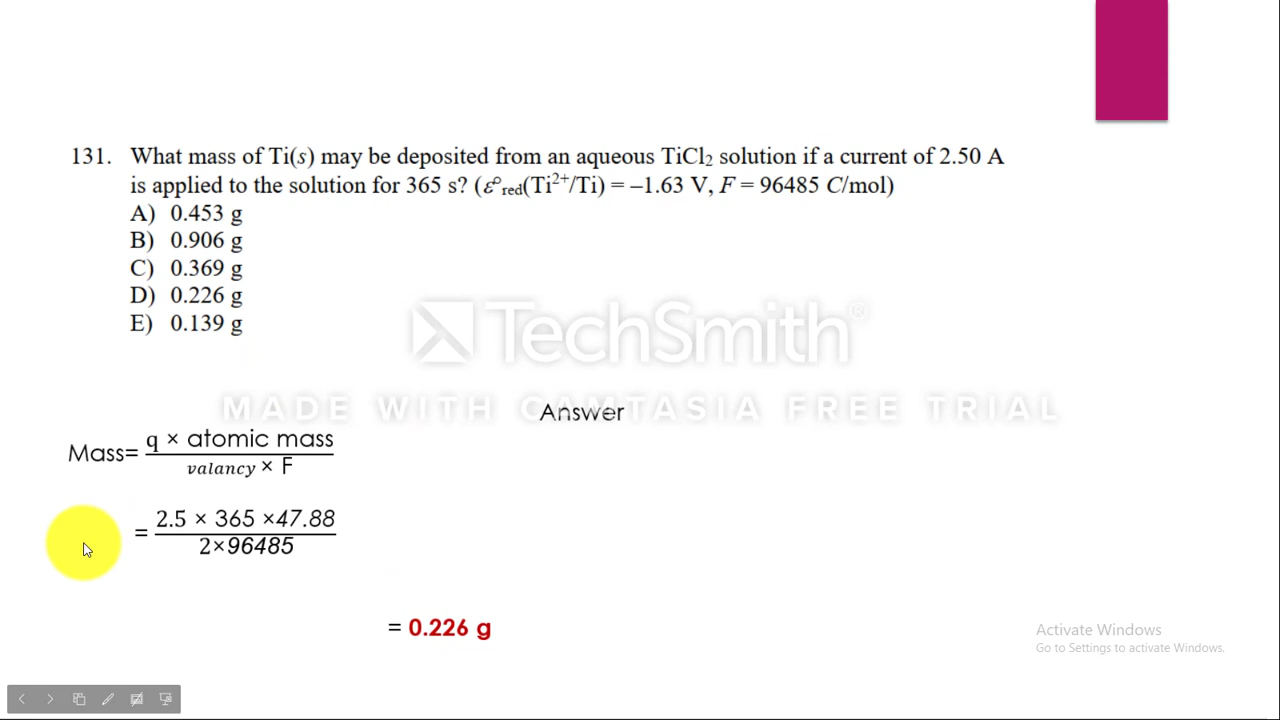 131. What mass of Ti(s) may be deposited from an aqueous TiCl₂ solution if a current of 2.50 A
is applied to the solution for 365 s? (ℰ°red(Ti²⁺/Ti) = –1.63 V, F = 96485 C/mol)
A) 0.453 g
B) 0.906 g
C) 0.369 g
D) 0.226 g
E) 0.139 g
TechSmith®
MADE WITH CAMTASIA FREE TRIAL
Answer
Mass= q × atomic mass
valancy × F
= 2.5 × 365 ×47.88
2×96485
= 0.226 g
Activate Windows
Go to Settings to activate Windows.